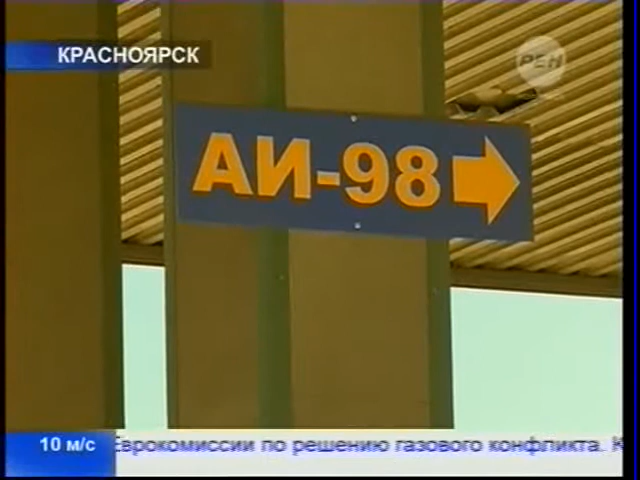 КРАСНОЯРСК
РЕН
АИ-98
10 м/с
Еврокомиссии по решению газового конфликта. К